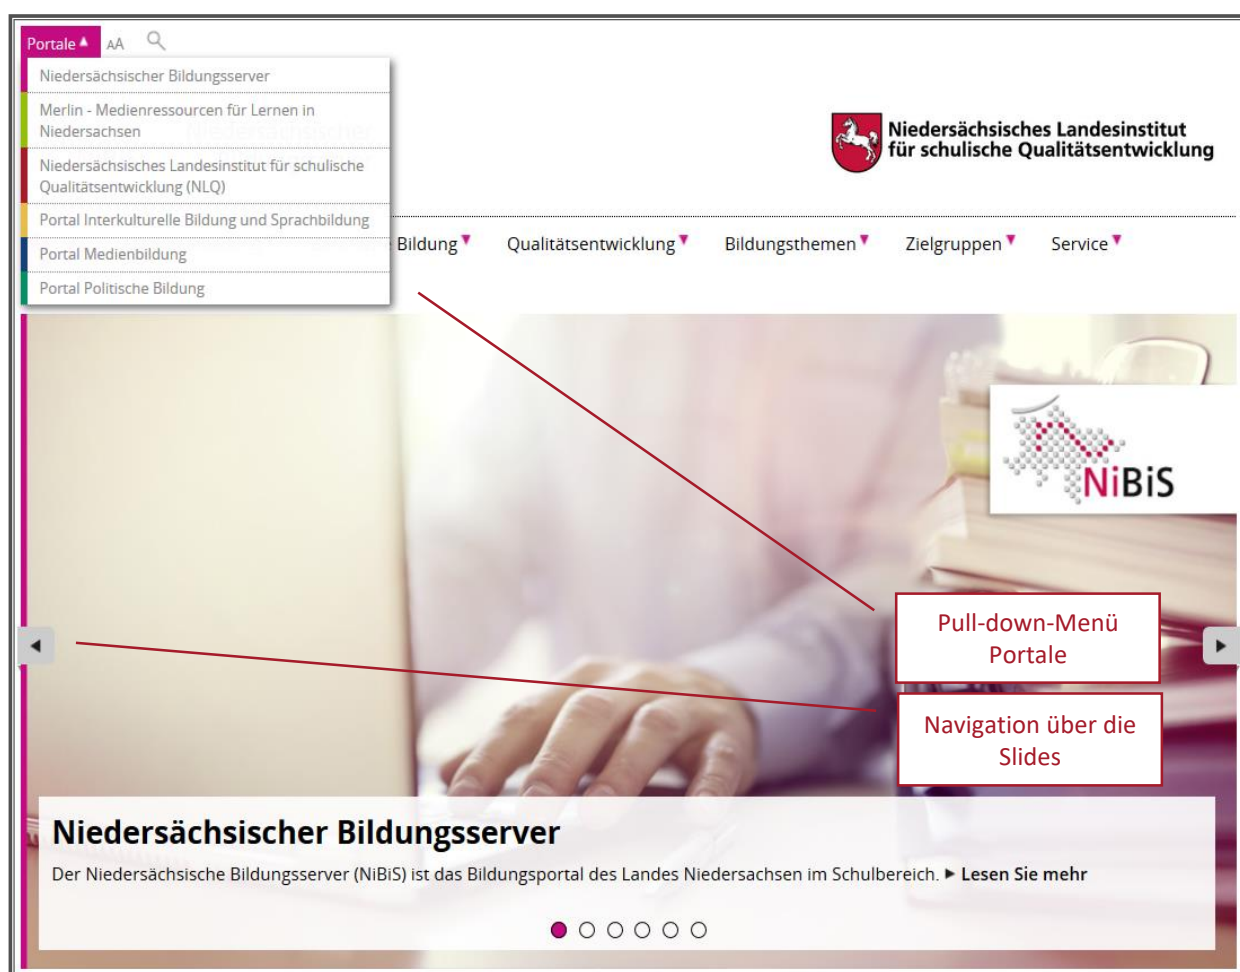 Portale
AA
Niedersächsischer Bildungsserver
Merlin - Medienressourcen für Lernen in
Niedersachsen
Niedersächsisches Landesinstitut für schulische
Qualitätsentwicklung (NLQ)
Portal Interkulturelle Bildung und Sprachbildung
Portal Medienbildung
Portal Politische Bildung
Niedersächsisches Landesinstitut
für schulische Qualitätsentwicklung
Bildung Qualitätsentwicklung Bildungsthemen Zielgruppen Service
NiBiS
Pull-down-Menü
Portale
Navigation über die
Slides
Niedersächsischer Bildungsserver
Der Niedersächsische Bildungsserver (NiBiS) ist das Bildungsportal des Landes Niedersachsen im Schulbereich. ▶ Lesen Sie mehr